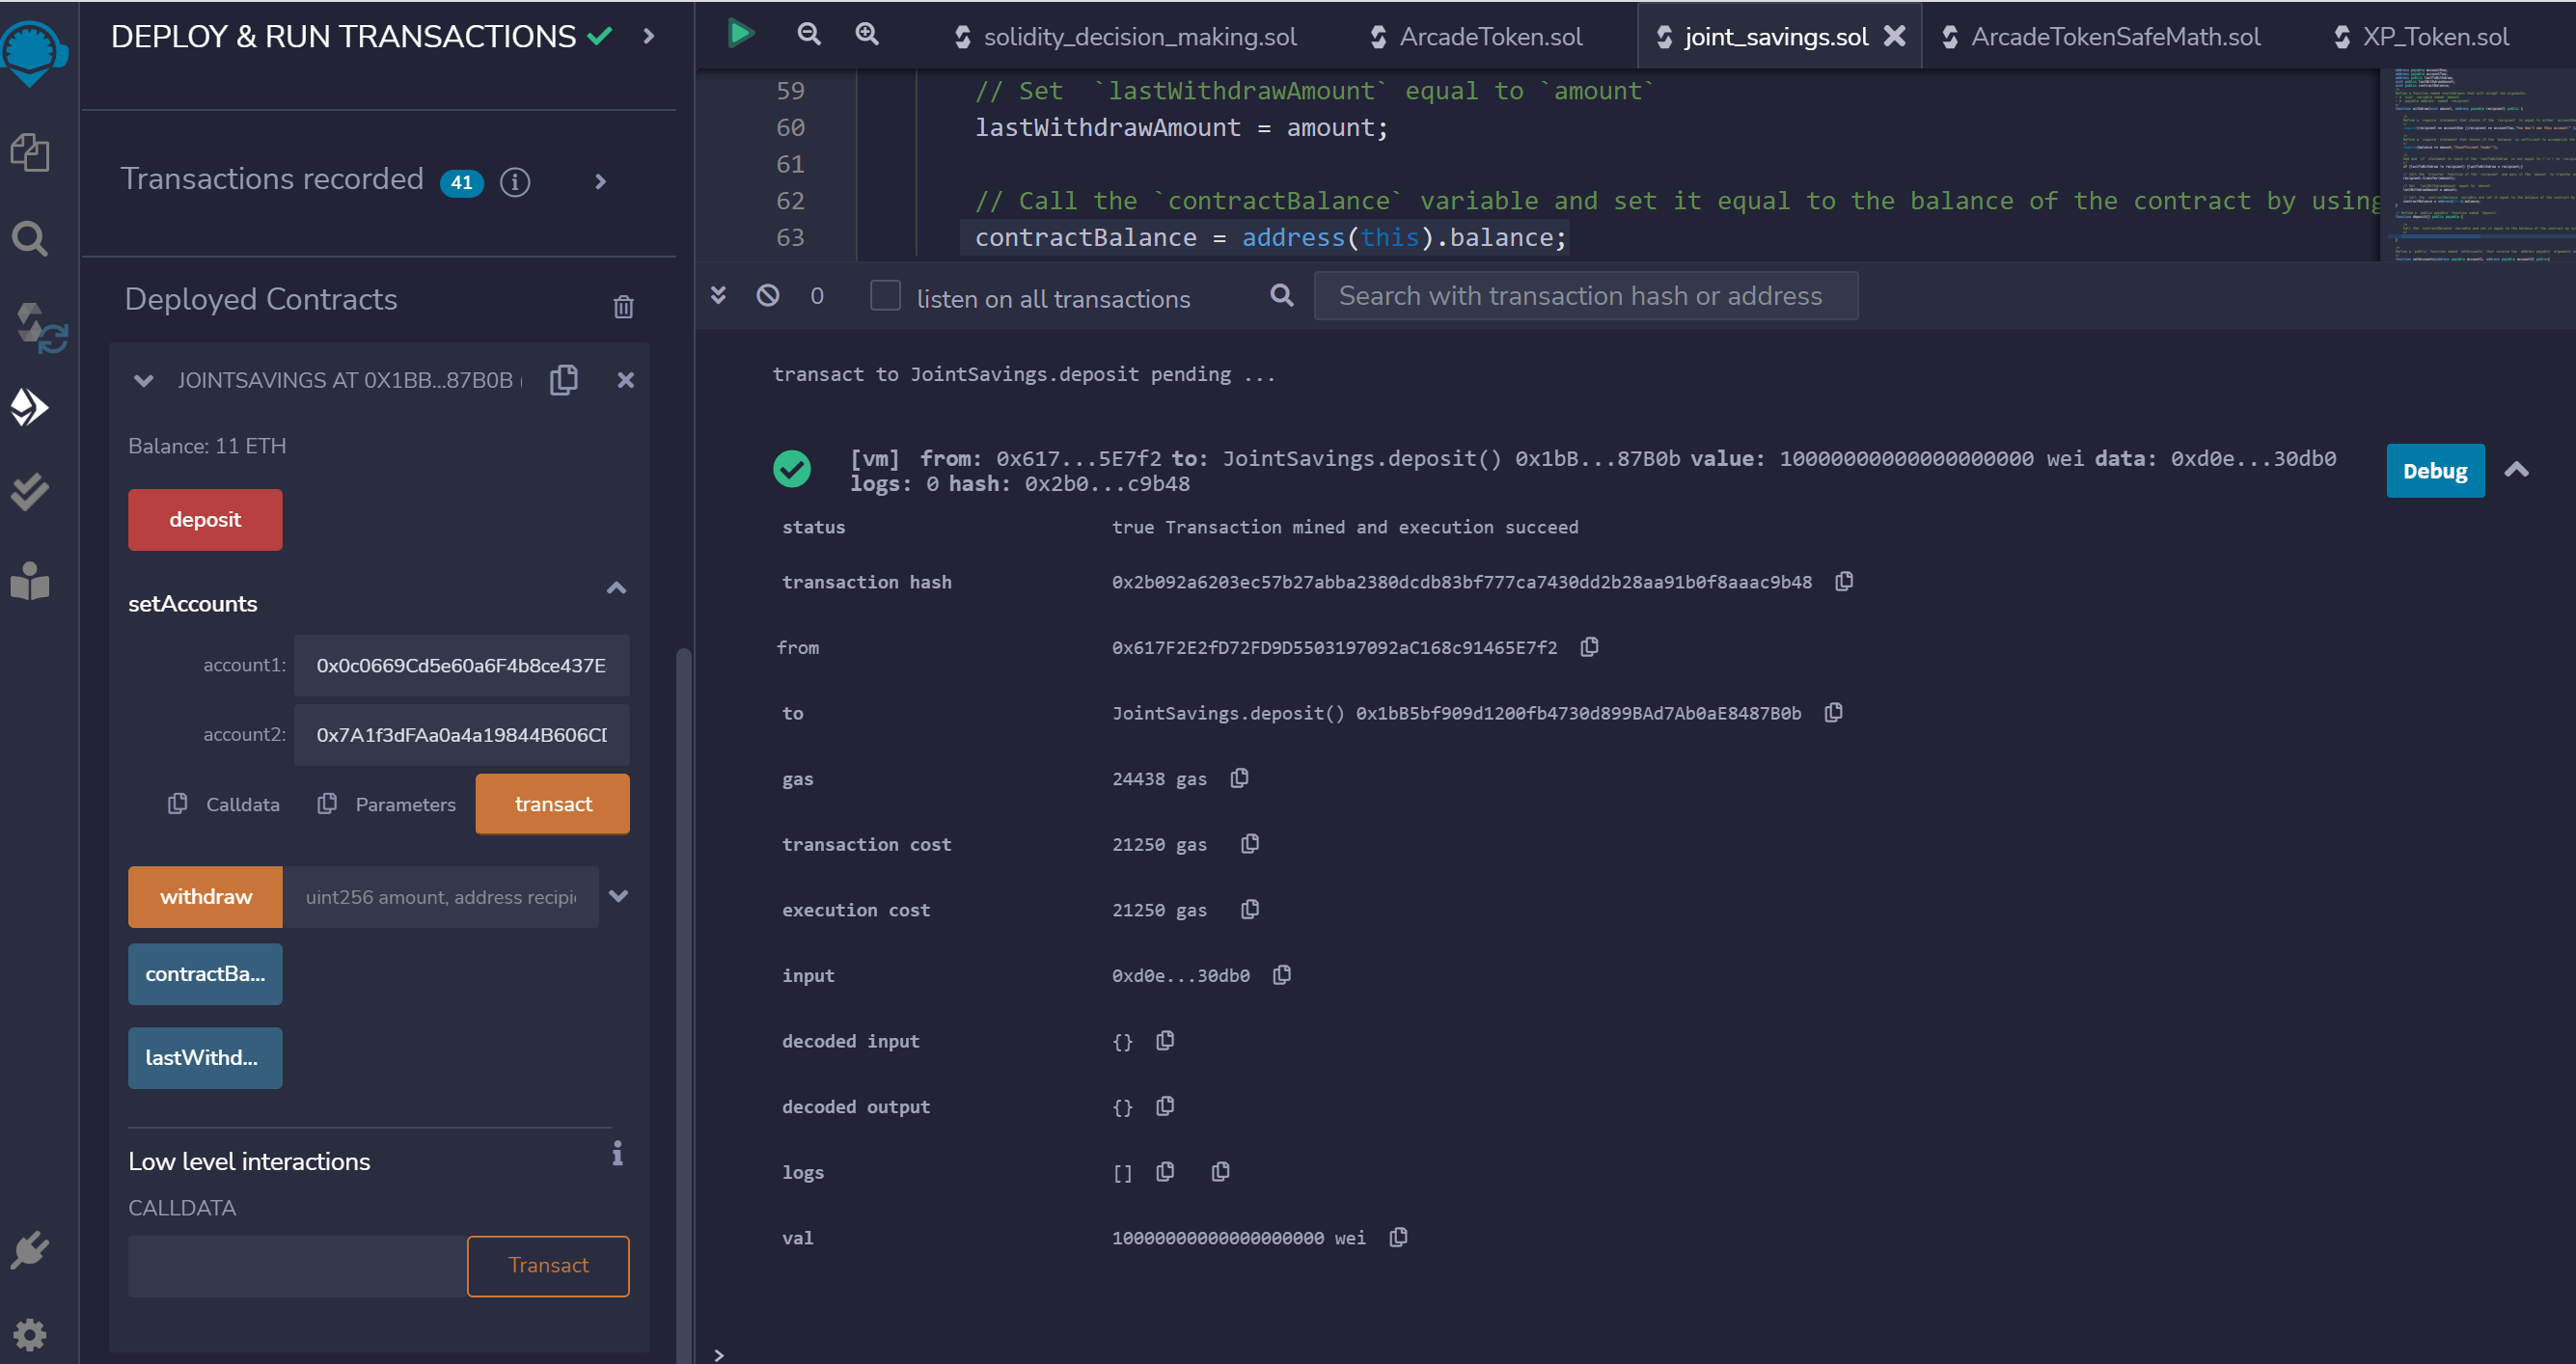 DEPLOY & RUN TRANSACTIONS
Transactions recorded 41
Deployed Contracts
JOINTSAVINGS AT 0X1BB...87B0B (
Balance: 11 ETH
deposit
setAccounts
account1: 0x0c0669Cd5e60a6F4b8ce437E
account2: 0x7A1f3dFAa0a4a19844B606CD
Calldata Parameters transact
withdraw uint256 amount, address recipi
contractBa...
lastWithd...
Low level interactions
CALLDATA
Transact
solidity_decision_making.sol ArcadeToken.sol joint_savings.sol ArcadeTokenSafeMath.sol XP_Token.sol
59 // Set  `lastWithdrawAmount` equal to `amount`
60 lastWithdrawAmount = amount;
61
62 // Call the `contractBalance` variable and set it equal to the balance of the contract by using
63 contractBalance = address(this).balance;
0 listen on all transactions Search with transaction hash or address
transact to JointSavings.deposit pending ...
[vm] from: 0x617...5E7f2 to: JointSavings.deposit() 0x1bB...87B0b value: 10000000000000000000 wei data: 0xd0e...30db0
logs: 0 hash: 0x2b0...c9b48
Debug
status true Transaction mined and execution succeed
transaction hash 0x2b092a6203ec57b27abba2380dcdb83bf777ca7430dd2b28aa91b0f8aaac9b48
from 0x617F2E2fD72FD9D5503197092aC168c91465E7f2
to JointSavings.deposit() 0x1bB5bf909d1200fb4730d899BAd7Ab0aE8487B0b
gas 24438 gas
transaction cost 21250 gas
execution cost 21250 gas
input 0xd0e...30db0
decoded input {}
decoded output {}
logs []
val 10000000000000000000 wei
>